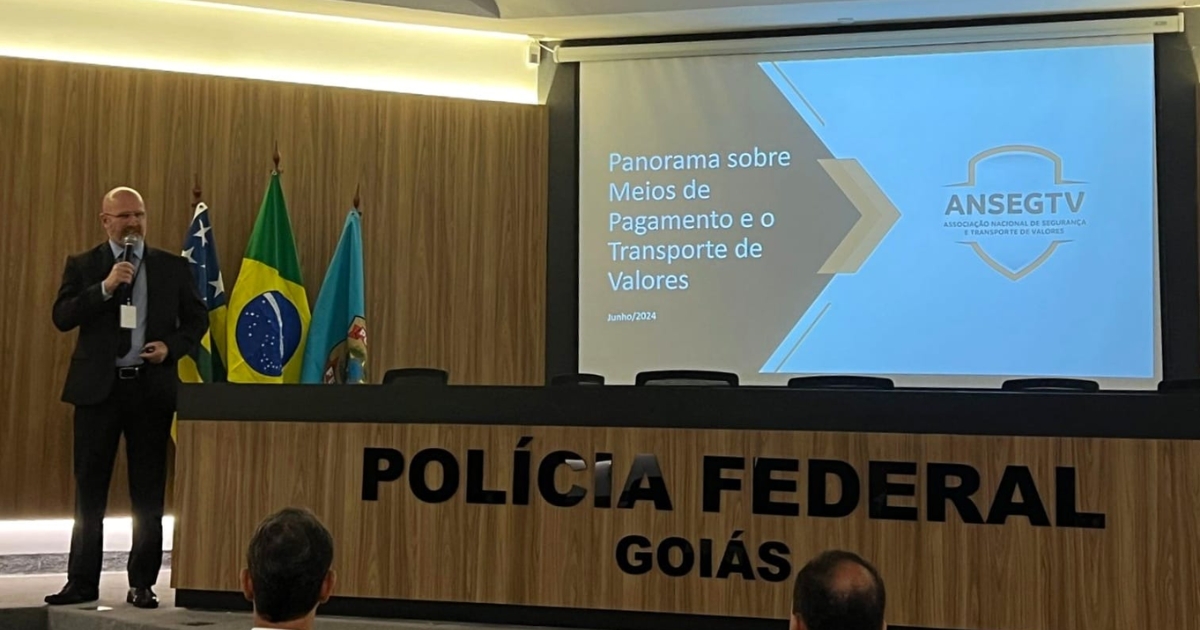 Panorama sobre
Meios de
Pagamento e o
Transporte de
Valores
Junho/2024
ANSEGTV
ASSOCIAÇÃO NACIONAL DE SEGURANÇA
E TRANSPORTE DE VALORES
POLÍCIA FEDERAL
GOIÁS